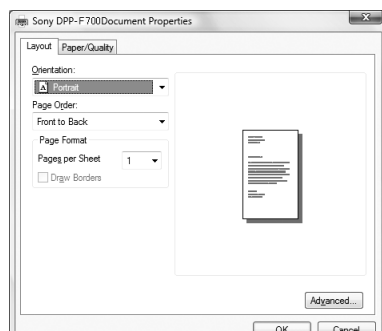 Sony DPP-F700Document Properties
Layout
Paper/Quality
Orientation:
A Portrait
Page Order:
Front to Back
Page Format
Pages per Sheet
1
Draw Borders
Advanced...
OK
Cancel